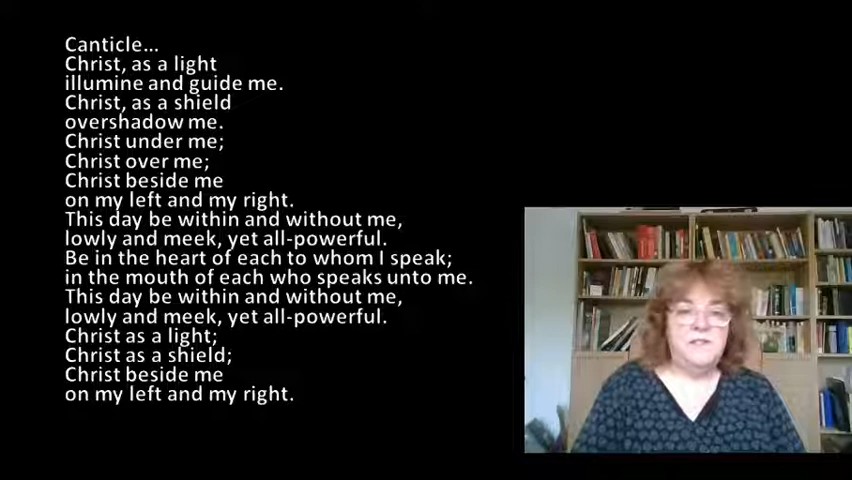 Canticle...
Christ, as a light
illumine and guide me.
Christ, as a shield
overshadow me.
Christ under me;
Christ over me;
Christ beside me
on my left and my right.
This day be within and without me,
lowly and meek, yet all-powerful.
Be in the heart of each to whom I speak;
in the mouth of each who speaks unto me.
This day be within and without me,
lowly and meek, yet all-powerful.
Christ as a light;
Christ as a shield;
Christ beside me
on my left and my right.